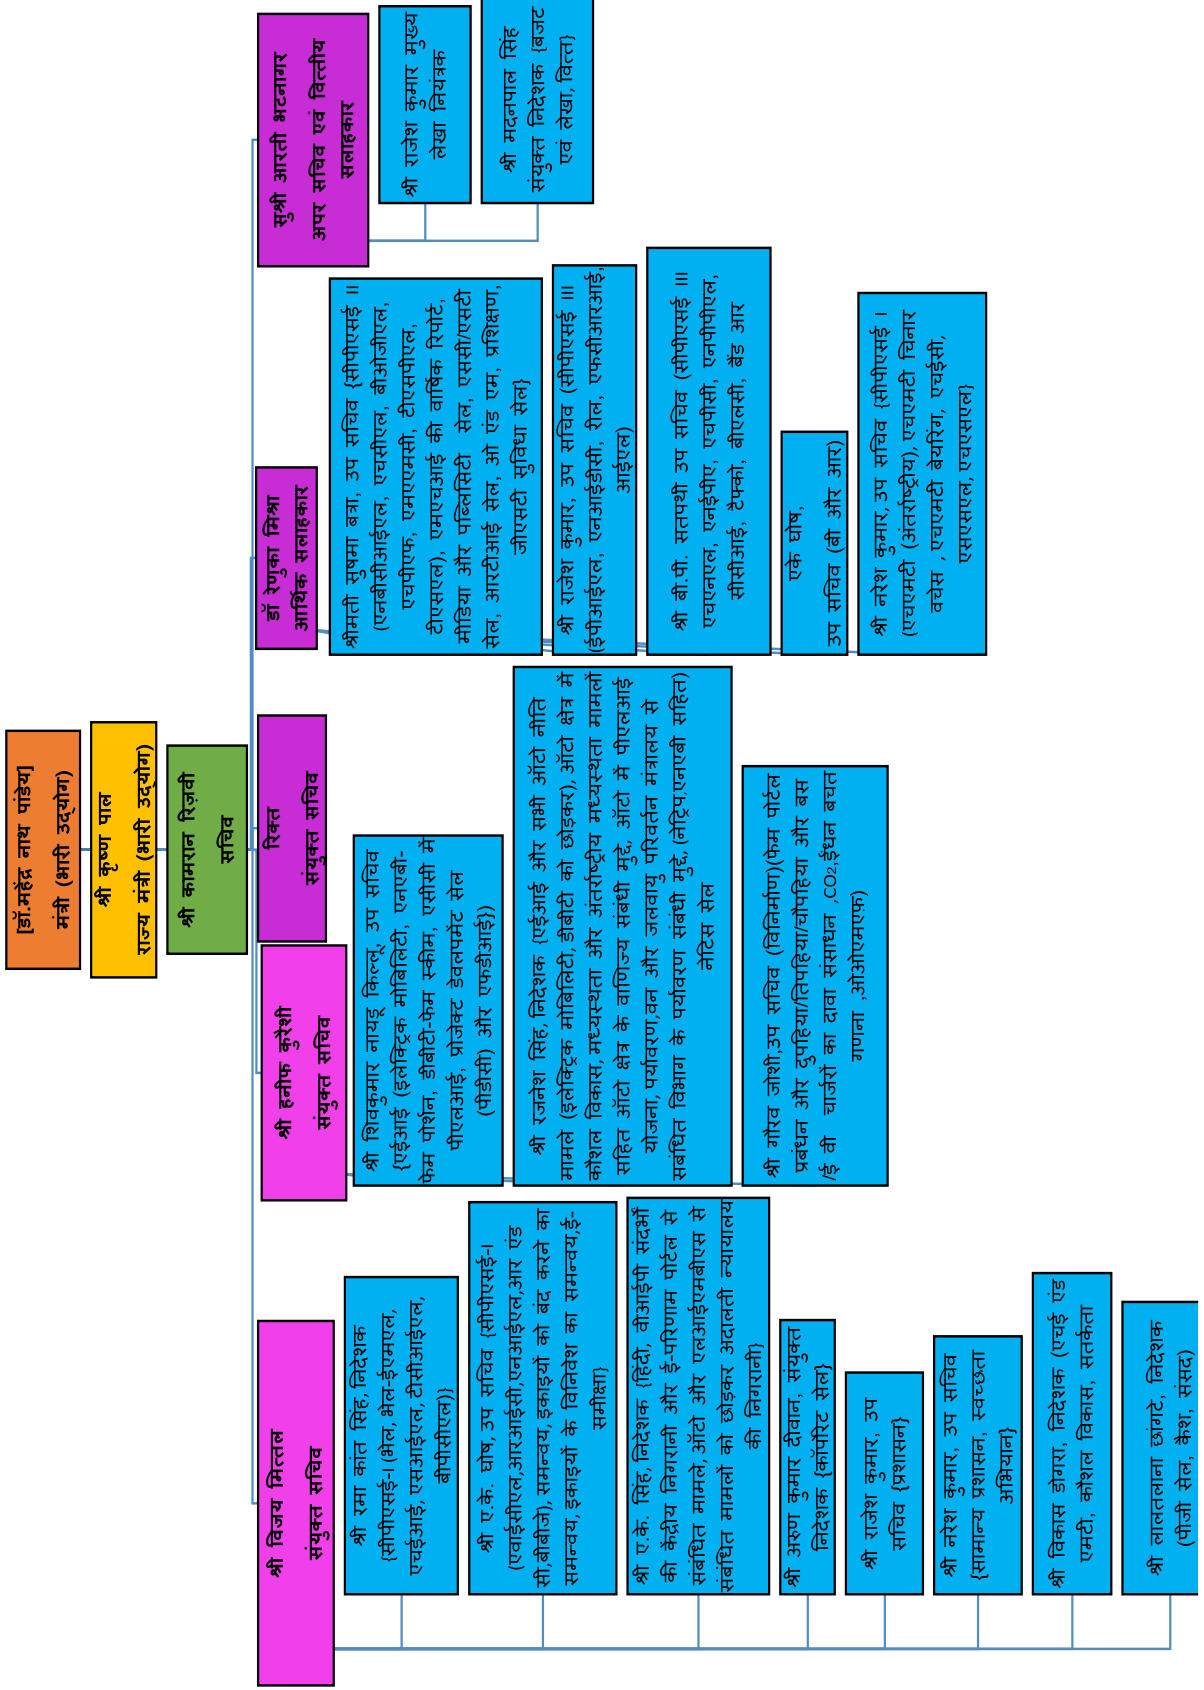 [डॉ.महेंद्र नाथ पांडेय]
मंत्री (भारी उद्योग)
श्री कृष्ण पाल
राज्य मंत्री (भारी उद्योग)
श्री कामरान रिज़वी
सचिव
श्री विजय मित्तल
संयुक्त सचिव
श्री रमा कांत सिंह, निदेशक
{सीपीएसई-I (भेल, भेल-ईएमएल,
एचईआई, एसआईएल, टीसीआईएल,
बीपीसीएल)}
श्री ए.के. घोष, उप सचिव {सीपीएसई-I
(एवाईसीएल,आरआईसी,एनआईएल,आर एंड
सी,बीबीजे), समन्वय, इकाइयों को बंद करने का
समन्वय, इकाइयों के विनिवेश का समन्वय,ई-
समीक्षा}
श्री ए.के. सिंह, निदेशक {हिंदी, वीआईपी संदर्भों
की केंद्रीय निगरानी और ई-परिणाम पोर्टल से
संबंधित मामले, ऑटो और एलआईएमबीएस से
संबंधित मामलों को छोड़कर अदालती न्यायालय
की निगरानी}
श्री अरुण कुमार दीवान, संयुक्त
निदेशक {कॉर्पोरेट सेल}
श्री राजेश कुमार, उप
सचिव {प्रशासन}
श्री नरेश कुमार, उप सचिव
{सामान्य प्रशासन, स्वच्छता
अभियान}
श्री विकास डोगरा, निदेशक (एचई एंड
एमटी, कौशल विकास, सतर्कता
श्री लालतलाना छांगटे, निदेशक
(पीजी सेल, कैश, संसद)
श्री हनीफ कुरैशी
संयुक्त सचिव
श्री शिवकुमार नायडू किल्लू, उप सचिव
{एईआई (इलेक्ट्रिक मोबिलिटी, एनएबी-
फेम पोर्शन, डीबीटी-फेम स्कीम, एसीसी में
पीएलआई, प्रोजेक्ट डेवलपमेंट सेल
(पीडीसी) और एफडीआई)}
श्री रजनेश सिंह, निदेशक {एईआई और सभी ऑटो नीति
मामले (इलेक्ट्रिक मोबिलिटी, डीबीटी को छोड़कर), ऑटो क्षेत्र में
कौशल विकास, मध्यस्थता और अंतर्राष्ट्रीय मध्यस्थता मामलों
सहित ऑटो क्षेत्र के वाणिज्य संबंधी मुद्दे, ऑटो में पीएलआई
योजना, पर्यावरण,वन और जलवायु परिवर्तन मंत्रालय से
सबंधित विभाग के पर्यावरण संबंधी मुद्दे, (नेट्रिप,एनएबी सहित)
नेटिस सेल
श्री गौरव जोशी,उप सचिव (विनिर्माण)(फेम पोर्टल
प्रबंधन और दुपहिया/तिपहिया/चौपहिया और बस
/ई वी चार्जरों का दावा संसाधन ,CO2,ईंधन बचत
गणना ,ओओएमएफ़)
रिक्त
संयुक्त सचिव
डॉ रेणुका मिश्रा
आर्थिक सलाहकार
श्रीमती सुषमा बत्रा, उप सचिव {सीपीएसई II
(एनबीसीआईएल, एचसीएल, बीओजीएल,
एचपीएफ, एमएएमसी, टीएसपीएल,
टीएसएल), एमएचआई की वार्षिक रिपोर्ट,
मीडिया और पब्लिसिटी सेल, एससी/एसटी
सेल, आरटीआई सेल, ओ एंड एम, प्रशिक्षण,
जीएसटी सुविधा सेल}
श्री राजेश कुमार, उप सचिव (सीपीएसई III
(ईपीआईएल, एनआईडीसी, रील, एफसीआरआई,
आईएल)
श्री बी.पी. सतपथी उप सचिव (सीपीएसई III
एचएनएल, एनईपीए, एचपीसी, एनपीपीएल,
सीसीआई, टैफ्को, बीएलसी, बैंड आर
एके घोष,
उप सचिव (बी और आर)
श्री नरेश कुमार, उप सचिव {सीपीएसई I
(एचएमटी (अंतर्राष्ट्रीय), एचएमटी चिनार
वचेस , एचएमटी बेयरिंग, एचईसी,
एसएसएल, एचएसएल}
सुश्री आरती भटनागर
अपर सचिव एवं वित्तीय
सलाहकार
श्री राजेश कुमार मुख्य
लेखा नियंत्रक
श्री मदनपाल सिंह
संयुक्त निदेशक {बजट
एवं लेखा, वित्त}